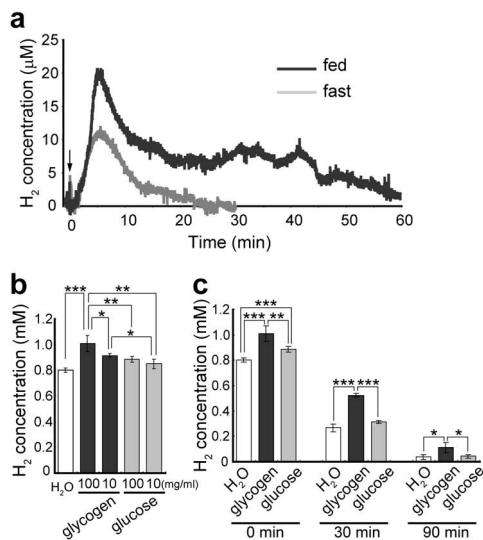 a
H2 concentration (μM)
25
20
15
10
5
0
fed
fast
0 10 20 30 40 50 60
Time (min)
b
H2 concentration (mM)
1.2
1.0
0.8
0.6
0.4
0.2
0
*** ** ** * *
H2O 100 10 100 10 (mg/ml)
glycogen glucose
c
H2 concentration (mM)
1.2
1.0
0.8
0.6
0.4
0.2
0
***
*** **
*** ***
* *
H2O glycogen glucose H2O glycogen glucose H2O glycogen glucose
0 min 30 min 90 min